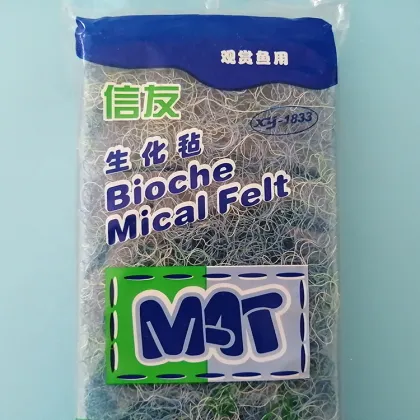 观赏鱼用
信友
XY-1833
生化毡
Bioche
Mical Felt
MAT